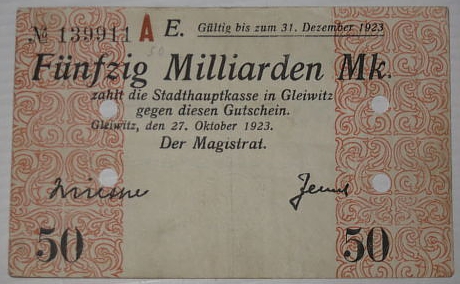 № 139911 A E. Gültig bis zum 31. Dezember 1923
50
Fünfzig Milliarden Mk.
zahlt die Stadthauptkasse in Gleiwitz
gegen diesen Gutschein.
Gleiwitz, den 27. Oktober 1923.
Der Magistrat.
50 50